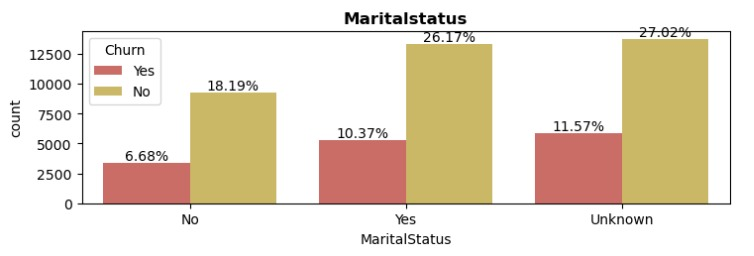 Maritalstatus
Churn
Yes
No
6.68%
18.19%
10.37%
26.17%
11.57%
27.02%
count
12500
10000
7500
5000
2500
0
No
Yes
Unknown
MaritalStatus